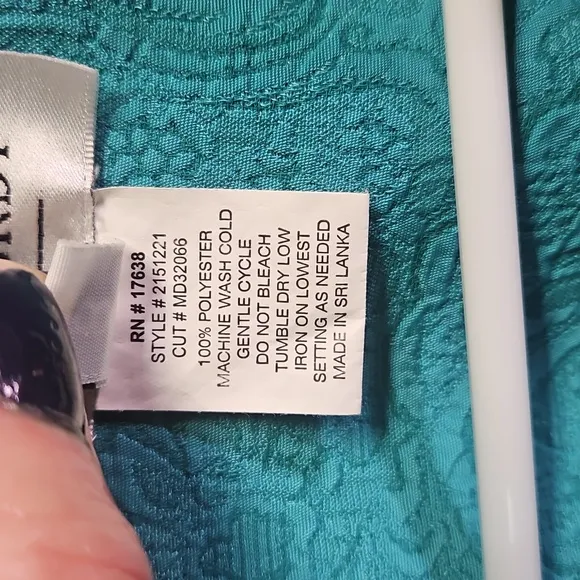 RN # 17638
STYLE # 2151221
CUT # MD32066
100% POLYESTER
MACHINE WASH COLD
GENTLE CYCLE
DO NOT BLEACH
TUMBLE DRY LOW
IRON ON LOWEST
SETTING AS NEEDED
MADE IN SRI LANKA